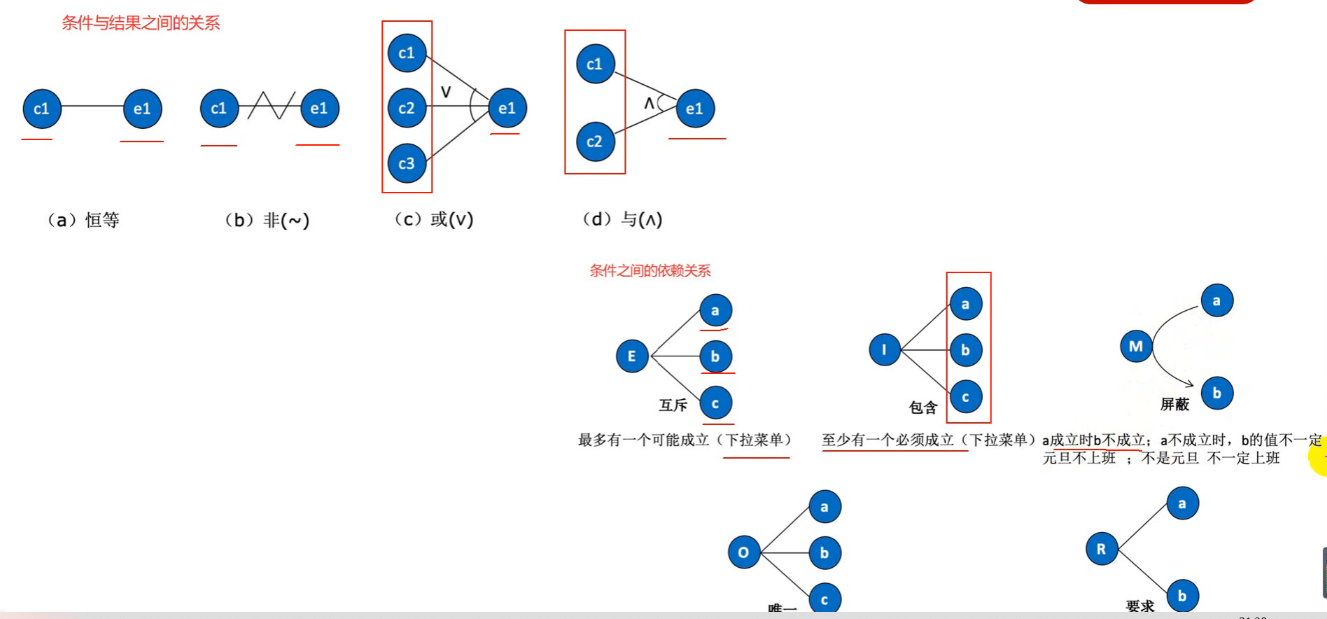 条件与结果之间的关系
c1 e1
c1 e1
c1
c2
c3
V
e1
c1
c2
Λ
e1
（a）恒等
（b）非(~)
（c）或(V)
（d）与(Λ)
条件之间的依赖关系
E
a
b
c
互斥
I
a
b
c
包含
M
a
b
屏蔽
最多有一个可能成立（下拉菜单）
至少有一个必须成立（下拉菜单）
a成立时b不成立；a不成立时，b的值不一定
元旦不上班 ；不是元旦 不一定上班
O
a
b
c
唯一
R
a
b
要求